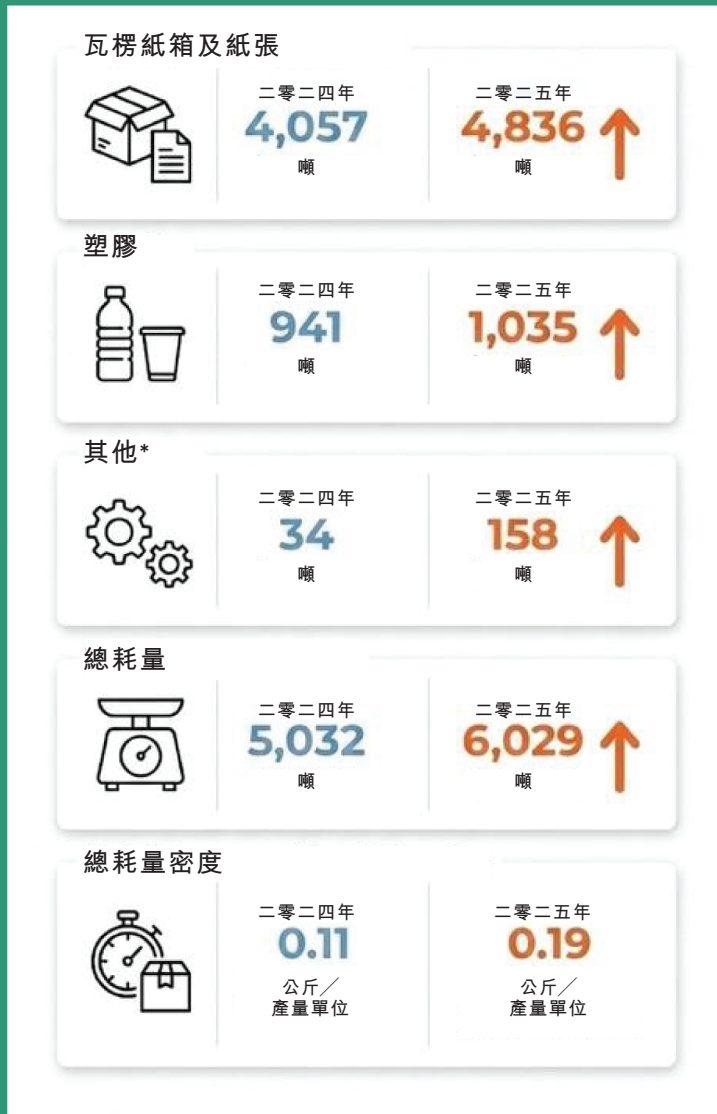 瓦楞紙箱及紙張
二零二四年 二零二五年
4,057 4,836
噸 噸
塑膠
二零二四年 二零二五年
941 1,035
噸 噸
其他*
二零二四年 二零二五年
34 158
噸 噸
總耗量
二零二四年 二零二五年
5,032 6,029
噸 噸
總耗量密度
二零二四年 二零二五年
0.11 0.19
公斤／ 公斤／
產量單位 產量單位